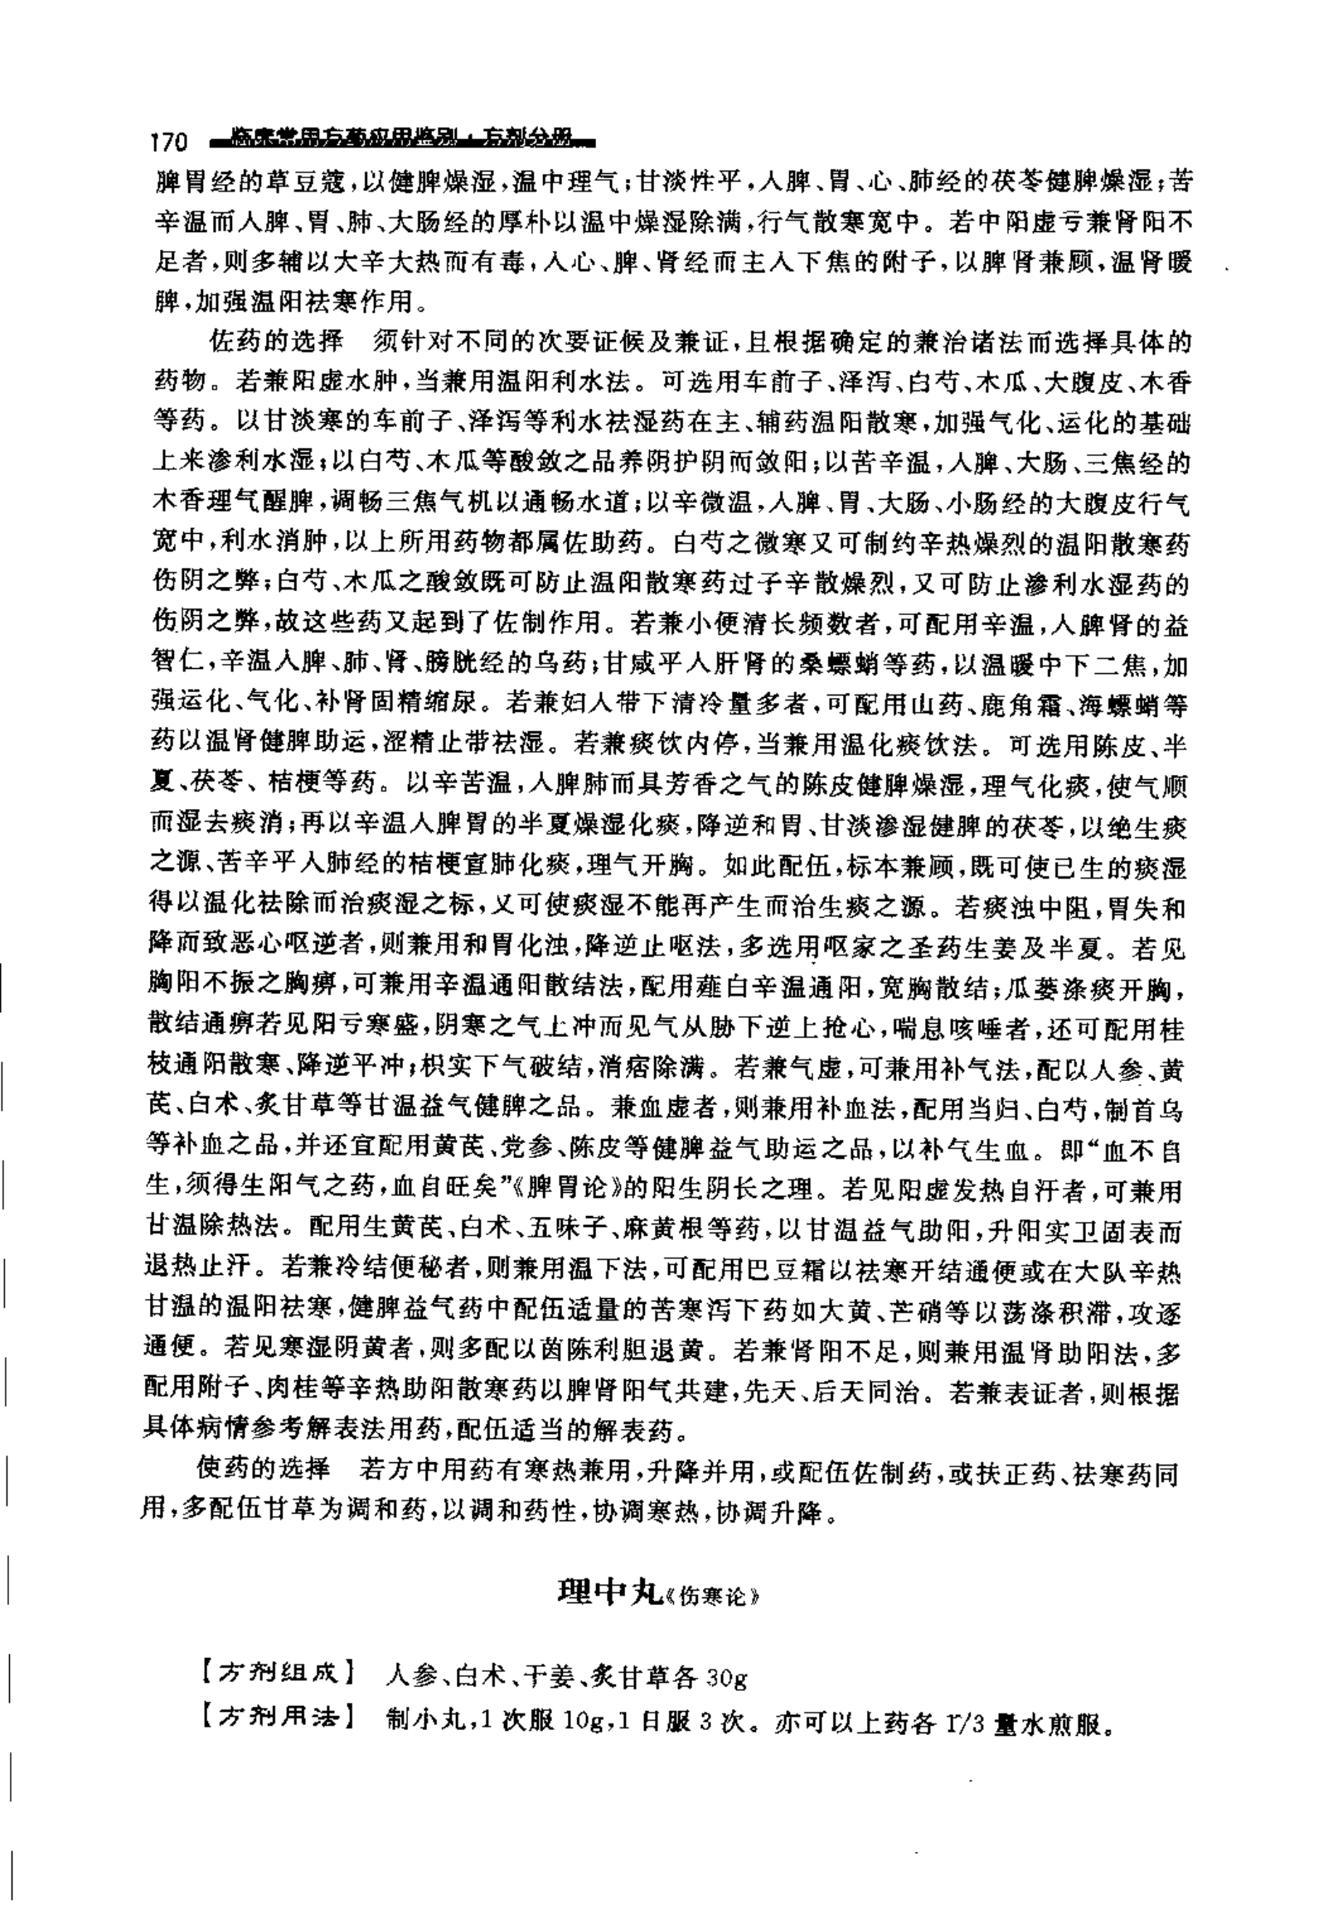 170 临床常用方药应用鉴别·方剂分册
脾胃经的草豆蔻,以健脾燥湿,温中理气;甘淡性平,入脾、胃、心、肺经的茯苓健脾燥湿;苦
辛温而入脾、胃、肺、大肠经的厚朴以温中燥湿除满,行气散寒宽中。若中阳虚亏兼肾阳不
足者,则多辅以大辛大热而有毒,入心、脾、肾经而主入下焦的附子,以脾肾兼顾,温肾暖
脾,加强温阳祛寒作用。
佐药的选择 须针对不同的次要证候及兼证,且根据确定的兼治诸法而选择具体的
药物。若兼阳虚水肿,当兼用温阳利水法。可选用车前子、泽泻、白芍、木瓜、大腹皮、木香
等药。以甘淡寒的车前子、泽泻等利水祛湿药在主、辅药温阳散寒,加强气化、运化的基础
上来渗利水湿;以白芍、木瓜等酸敛之品养阴护阴而敛阳;以苦辛温,入脾、大肠、三焦经的
木香理气醒脾,调畅三焦气机以通畅水道;以辛微温,入脾、胃、大肠、小肠经的大腹皮行气
宽中,利水消肿,以上所用药物都属佐助药。白芍之微寒又可制约辛热燥烈的温阳散寒药
伤阴之弊;白芍、木瓜之酸敛既可防止温阳散寒药过于辛散燥烈,又可防止渗利水湿药的
伤阴之弊,故这些药又起到了佐制作用。若兼小便清长频数者,可配用辛温,入脾肾的益
智仁,辛温入脾、肺、肾、膀胱经的乌药;甘咸平入肝肾的桑螵蛸等药,以温暖中下二焦,加
强运化、气化、补肾固精缩尿。若兼妇人带下清冷量多者,可配用山药、鹿角霜、海螵蛸等
药以温肾健脾助运,涩精止带祛湿。若兼痰饮内停,当兼用温化痰饮法。可选用陈皮、半
夏、茯苓、桔梗等药。以辛苦温,入脾肺而具芳香之气的陈皮健脾燥湿,理气化痰,使气顺
而湿去痰消;再以辛温入脾胃的半夏燥湿化痰,降逆和胃、甘淡渗湿健脾的茯苓,以绝生痰
之源、苦辛平入肺经的桔梗宣肺化痰,理气开胸。如此配伍,标本兼顾,既可使已生的痰湿
得以温化祛除而治痰湿之标,又可使痰湿不能再产生而治生痰之源。若痰浊中阻,胃失和
降而致恶心呕逆者,则兼用和胃化浊,降逆止呕法,多选用呕家之圣药生姜及半夏。若见
胸阳不振之胸痹,可兼用辛温通阳散结法,配用薤白辛温通阳,宽胸散结;瓜蒌涤痰开胸,
散结通痹若见阳亏寒盛,阴寒之气上冲而见气从胁下逆上抢心,喘息咳唾者,还可配用桂
枝通阳散寒、降逆平冲;枳实下气破结,消痞除满。若兼气虚,可兼用补气法,配以人参、黄
芪、白术、炙甘草等甘温益气健脾之品。兼血虚者,则兼用补血法,配用当归、白芍,制首乌
等补血之品,并还宜配用黄芪、党参、陈皮等健脾益气助运之品,以补气生血。即“血不自
生,须得生阳气之药,血自旺矣”《脾胃论》的阳生阴长之理。若见阳虚发热自汗者,可兼用
甘温除热法。配用生黄芪、白术、五味子、麻黄根等药,以甘温益气助阳,升阳实卫固表而
退热止汗。若兼冷结便秘者,则兼用温下法,可配用巴豆霜以祛寒开结通便或在大队辛热
甘温的温阳祛寒,健脾益气药中配伍适量的苦寒泻下药如大黄、芒硝等以荡涤积滞,攻逐
通便。若见寒湿阴黄者,则多配以茵陈利胆退黄。若兼肾阳不足,则兼用温肾助阳法,多
配用附子、肉桂等辛热助阳散寒药以脾肾阳气共建,先天、后天同治。若兼表证者,则根据
具体病情参考解表法用药,配伍适当的解表药。
使药的选择 若方中用药有寒热兼用,升降并用,或配伍佐制药,或扶正药、祛寒药同
用,多配伍甘草为调和药,以调和药性,协调寒热,协调升降。
理中丸《伤寒论》
【方剂组成】 人参、白术、干姜、炙甘草各 30g
【方剂用法】 制小丸,1 次服 10g,1 日服 3 次。亦可以上药各 1/3 量水煎服。